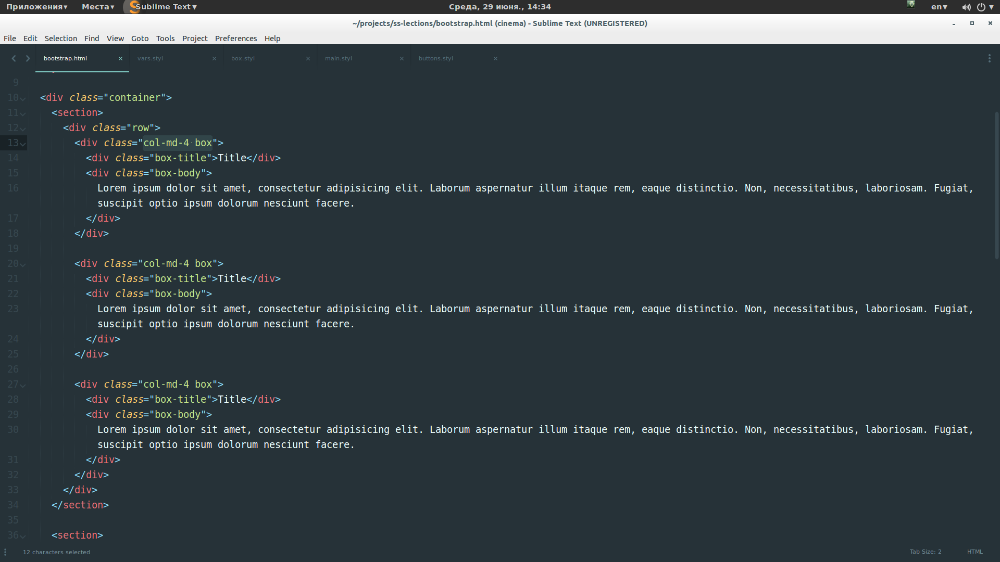 Приложения▾ Места▾ Sublime Text ▾ Среда, 29 июня., 14:34 en▾
~/projects/ss-lections/bootstrap.html (cinema) - Sublime Text (UNREGISTERED)
File Edit Selection Find View Goto Tools Project Preferences Help
bootstrap.html × vars.styl × box.styl × main.styl × buttons.styl ×
9
10 <div class="container">
11 <section>
12 <div class="row">
13 <div class="col-md-4 box">
14 <div class="box-title">Title</div>
15 <div class="box-body">
16 Lorem ipsum dolor sit amet, consectetur adipisicing elit. Laborum aspernatur illum itaque rem, eaque distinctio. Non, necessitatibus, laboriosam. Fugiat,
suscipit optio ipsum dolorum nesciunt facere.
17 </div>
18 </div>
19
20 <div class="col-md-4 box">
21 <div class="box-title">Title</div>
22 <div class="box-body">
23 Lorem ipsum dolor sit amet, consectetur adipisicing elit. Laborum aspernatur illum itaque rem, eaque distinctio. Non, necessitatibus, laboriosam. Fugiat,
suscipit optio ipsum dolorum nesciunt facere.
24 </div>
25 </div>
26
27 <div class="col-md-4 box">
28 <div class="box-title">Title</div>
29 <div class="box-body">
30 Lorem ipsum dolor sit amet, consectetur adipisicing elit. Laborum aspernatur illum itaque rem, eaque distinctio. Non, necessitatibus, laboriosam. Fugiat,
suscipit optio ipsum dolorum nesciunt facere.
31 </div>
32 </div>
33 </div>
34 </section>
35
36 <section>
12 characters selected Tab Size: 2 HTML